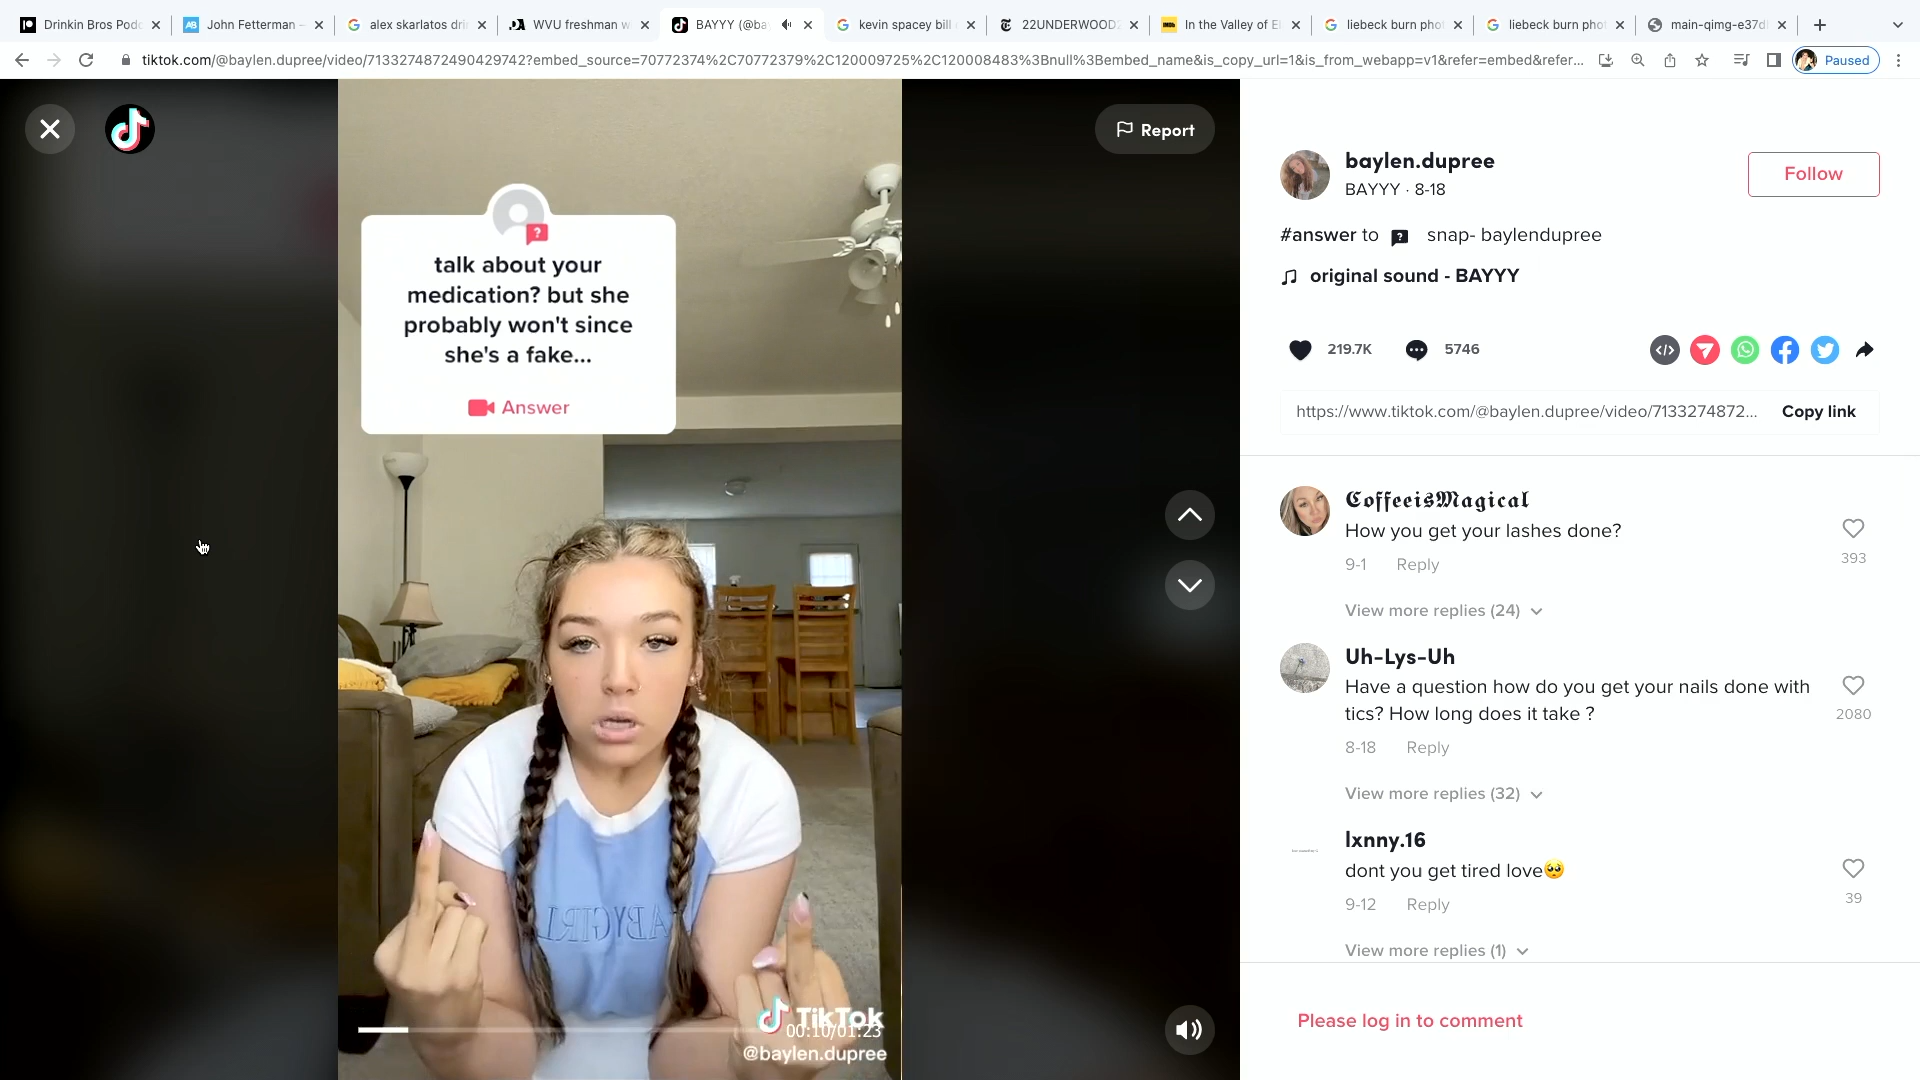 Drinkin Bros Pod
John Fetterman
alex skarlatos dri
WVU freshman w
BAYYY (@ba
kevin spacey bill
22UNDERWOOD
In the Valley of E
liebeck burn pho
liebeck burn pho
main-qimg-e37d
tiktok.com/@baylen.dupree/video/7133274872490429742?embed_source=70772374%2C70772379%2C120009725%2C120008483%3Bnull%3Bembed_name&is_copy_url=1&is_from_webapp=v1&refer=embed&refer...
Paused
Report
talk about your
medication? but she
probably won't since
she's a fake...
Answer
BABYGIRL
TikTok
00:10/01:23
@baylen.dupree
baylen.dupree
BAYYY · 8-18
Follow
#answer to ? snap- baylendupree
original sound - BAYYY
219.7K
5746
https://www.tiktok.com/@baylen.dupree/video/7133274872...
Copy link
𝕮𝖔𝖋𝖋𝖊𝖊𝖎𝖘𝕸𝖆𝖌𝖎𝖈𝖆𝖑
How you get your lashes done?
393
9-1 Reply
View more replies (24)
Uh-Lys-Uh
Have a question how do you get your nails done with
tics? How long does it take ?
2080
8-18 Reply
View more replies (32)
lxnny.16
dont you get tired love🥺
39
9-12 Reply
View more replies (1)
Please log in to comment